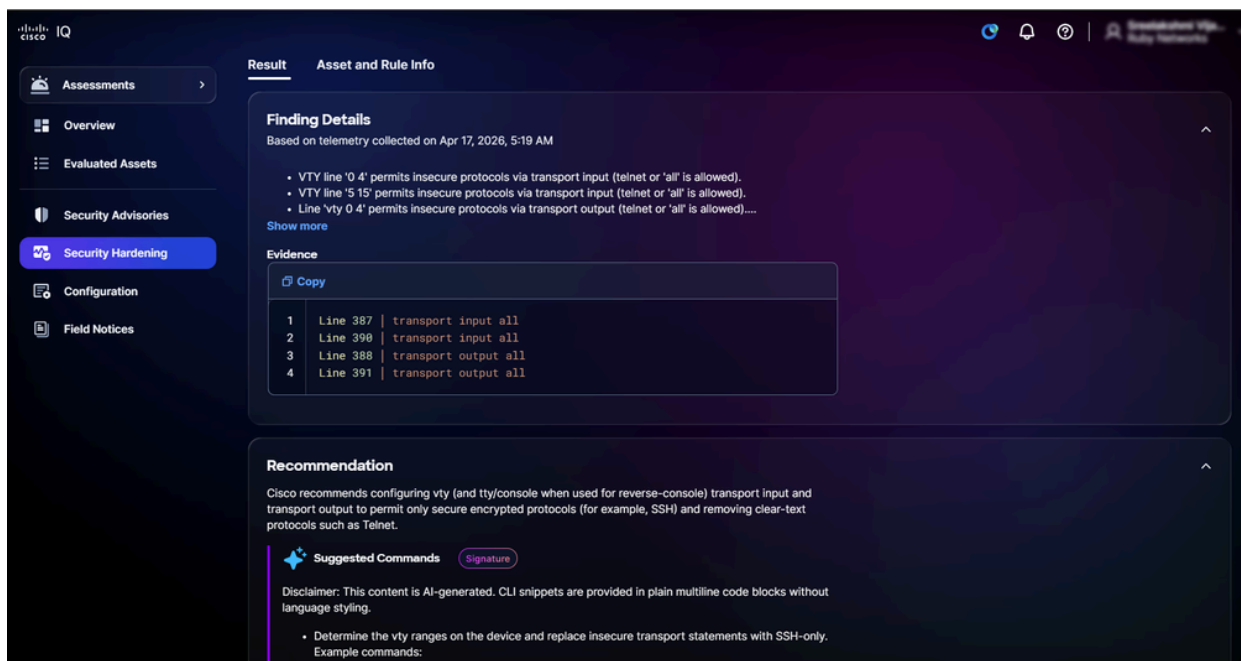 cisco IQ
Assessments
Overview
Evaluated Assets
Security Advisories
Security Hardening
Configuration
Field Notices
Result Asset and Rule Info
Finding Details
Based on telemetry collected on Apr 17, 2026, 5:19 AM
• VTY line '0 4' permits insecure protocols via transport input (telnet or 'all' is allowed).
• VTY line '5 15' permits insecure protocols via transport input (telnet or 'all' is allowed).
• Line 'vty 0 4' permits insecure protocols via transport output (telnet or 'all' is allowed)....
Show more
Evidence
Copy
1 Line 387 | transport input all
2 Line 390 | transport input all
3 Line 388 | transport output all
4 Line 391 | transport output all
Recommendation
Cisco recommends configuring vty (and tty/console when used for reverse-console) transport input and
transport output to permit only secure encrypted protocols (for example, SSH) and removing clear-text
protocols such as Telnet.
Suggested Commands Signature
Disclaimer: This content is AI-generated. CLI snippets are provided in plain multiline code blocks without
language styling.
• Determine the vty ranges on the device and replace insecure transport statements with SSH-only.
Example commands: